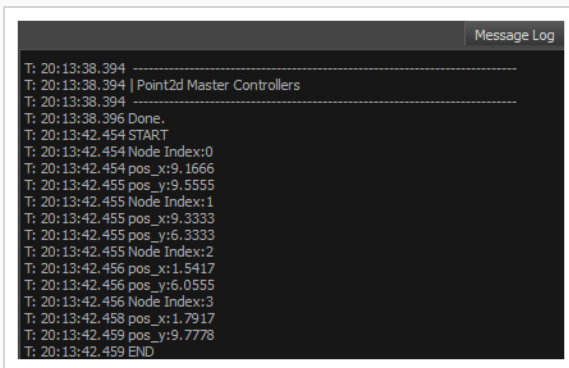 Message Log
T: 20:13:38.394 --------------------------------------------------------------------------------
T: 20:13:38.394 | Point2d Master Controllers
T: 20:13:38.394 --------------------------------------------------------------------------------
T: 20:13:38.396 Done.
T: 20:13:42.454 START
T: 20:13:42.454 Node Index:0
T: 20:13:42.454 pos_x:9.1666
T: 20:13:42.455 pos_y:9.5555
T: 20:13:42.455 Node Index:1
T: 20:13:42.455 pos_x:9.3333
T: 20:13:42.455 pos_y:6.3333
T: 20:13:42.455 Node Index:2
T: 20:13:42.456 pos_x:1.5417
T: 20:13:42.456 pos_y:6.0555
T: 20:13:42.456 Node Index:3
T: 20:13:42.458 pos_x:1.7917
T: 20:13:42.459 pos_y:9.7778
T: 20:13:42.459 END